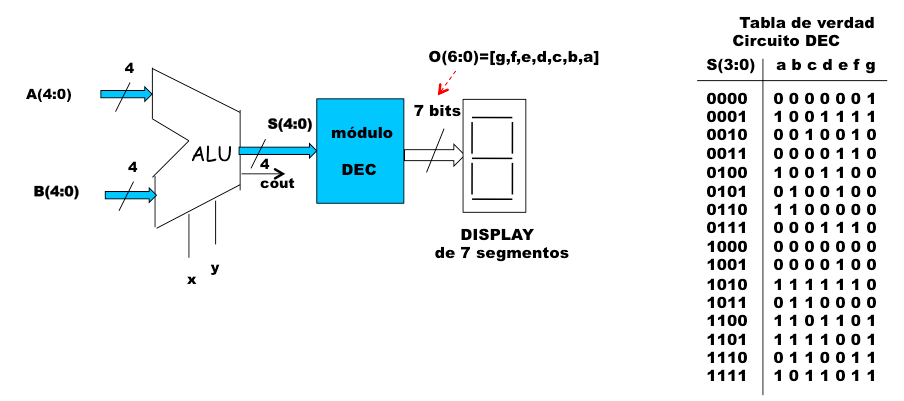 A(4:0)
4
B(4:0)
4
ALU
x
y
S(4:0)
4
cout
módulo
DEC
O(6:0)=[g,f,e,d,c,b,a]
7 bits
DISPLAY
de 7 segmentos
Tabla de verdad
Circuito DEC
S(3:0) a b c d e f g
0000 0 0 0 0 0 0 1
0001 1 0 0 1 1 1 1
0010 0 0 1 0 0 1 0
0011 0 0 0 0 1 1 0
0100 1 0 0 1 1 0 0
0101 0 1 0 0 1 0 0
0110 1 1 0 0 0 0 0
0111 0 0 0 1 1 1 0
1000 0 0 0 0 0 0 0
1001 0 0 0 0 1 0 0
1010 1 1 1 1 1 1 0
1011 0 1 1 0 0 0 0
1100 1 1 0 1 1 0 1
1101 1 1 1 1 0 0 1
1110 0 1 1 0 0 1 1
1111 1 0 1 1 0 1 1